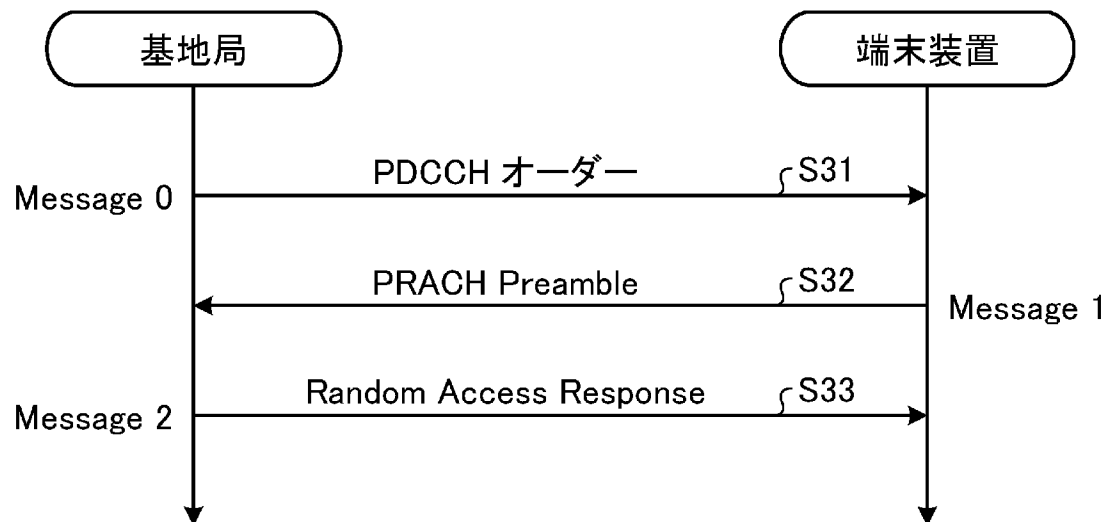 基地局
端末装置
PDCCH オーダー
S31
Message 0
PRACH Preamble
S32
Message 1
Random Access Response
S33
Message 2